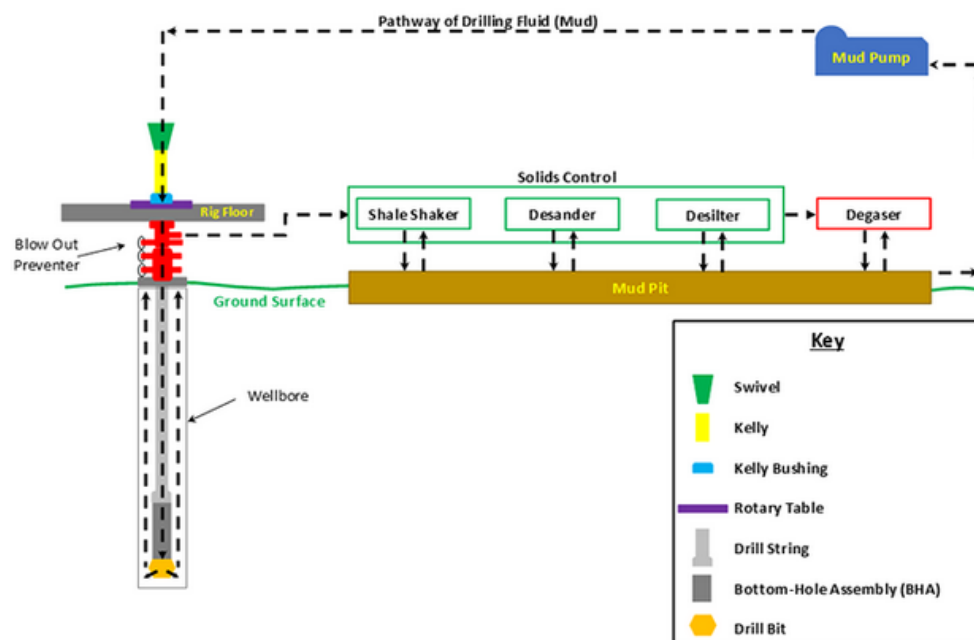 Pathway of Drilling Fluid (Mud)
Mud Pump
Solids Control
Shale Shaker
Desander
Desilter
Degaser
Rig Floor
Blow Out
Preventer
Ground Surface
Mud Pit
Wellbore
Key
Swivel
Kelly
Kelly Bushing
Rotary Table
Drill String
Bottom-Hole Assembly (BHA)
Drill Bit